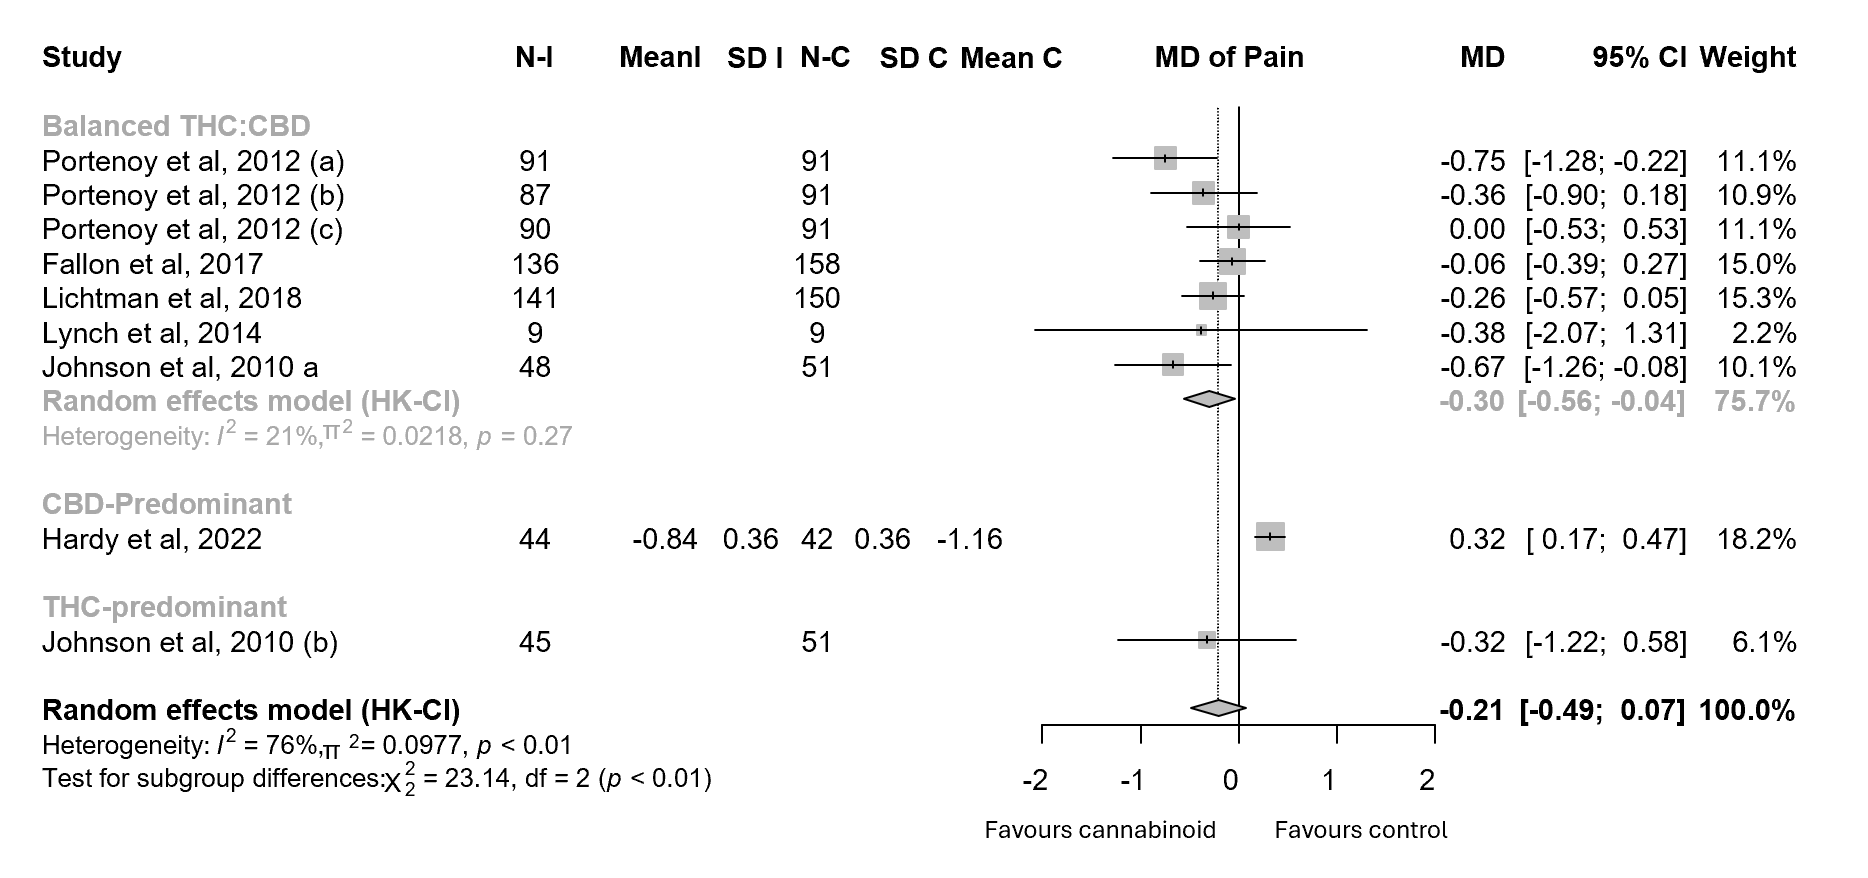 Study N-I MeanI SD I N-C SD C Mean C MD of Pain MD 95% CI Weight
Balanced THC:CBD
Portenoy et al, 2012 (a) 91 91 -0.75 [-1.28; -0.22] 11.1%
Portenoy et al, 2012 (b) 87 91 -0.36 [-0.90; 0.18] 10.9%
Portenoy et al, 2012 (c) 90 91 0.00 [-0.53; 0.53] 11.1%
Fallon et al, 2017 136 158 -0.06 [-0.39; 0.27] 15.0%
Lichtman et al, 2018 141 150 -0.26 [-0.57; 0.05] 15.3%
Lynch et al, 2014 9 9 -0.38 [-2.07; 1.31] 2.2%
Johnson et al, 2010 a 48 51 -0.67 [-1.26; -0.08] 10.1%
Random effects model (HK-CI) -0.30 [-0.56; -0.04] 75.7%
Heterogeneity: I² = 21%,π² = 0.0218, p = 0.27
CBD-Predominant
Hardy et al, 2022 44 -0.84 0.36 42 0.36 -1.16 0.32 [ 0.17; 0.47] 18.2%
THC-predominant
Johnson et al, 2010 (b) 45 51 -0.32 [-1.22; 0.58] 6.1%
Random effects model (HK-CI) -0.21 [-0.49; 0.07] 100.0%
Heterogeneity: I² = 76%,π ²= 0.0977, p < 0.01
Test for subgroup differences:χ²₂ = 23.14, df = 2 (p < 0.01)
-2 -1 0 1 2
Favours cannabinoid Favours control